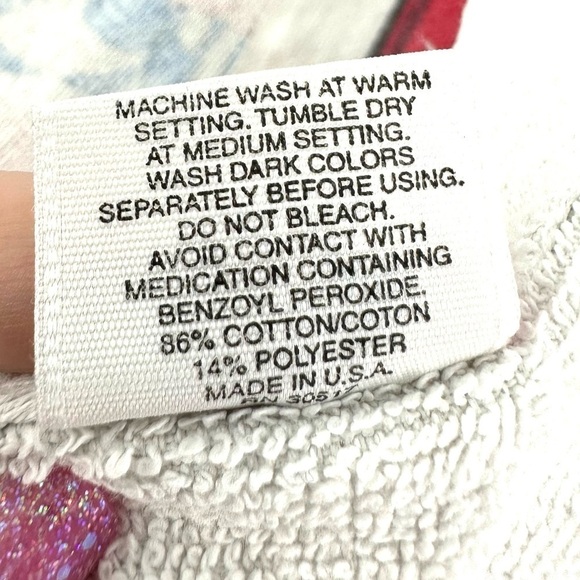 MACHINE WASH AT WARM
SETTING. TUMBLE DRY
AT MEDIUM SETTING.
WASH DARK COLORS
SEPARATELY BEFORE USING.
DO NOT BLEACH.
AVOID CONTACT WITH
MEDICATION CONTAINING
BENZOYL PEROXIDE.
86% COTTON/COTON
14% POLYESTER
MADE IN U.S.A.